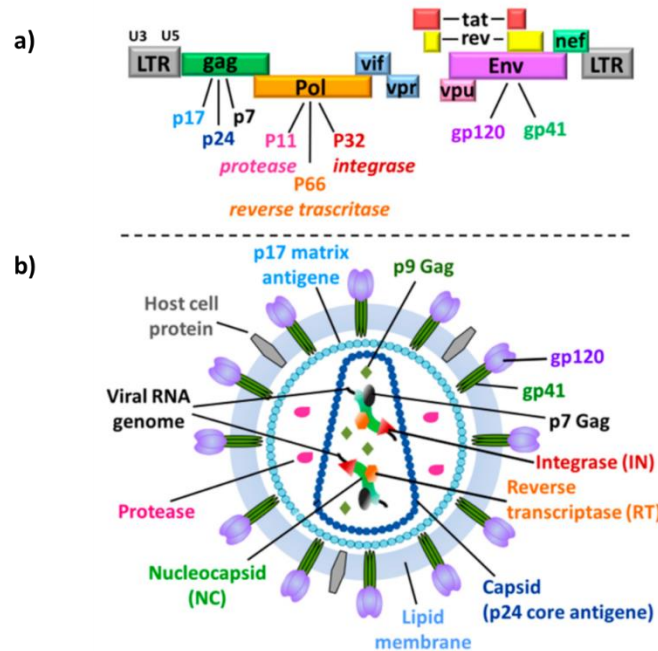 a)
U3 U5
LTR
gag
Pol
vif
vpr
tat
rev
nef
Env
vpu
LTR
p17
p24
p7
P11
protease
P66
reverse trascritase
P32
integrase
gp120
gp41
b)
p17 matrix
antigene
p9 Gag
Host cell
protein
gp120
gp41
Viral RNA
genome
p7 Gag
Integrase (IN)
Protease
Reverse
transcriptase (RT)
Nucleocapsid
(NC)
Capsid
(p24 core antigene)
Lipid
membrane